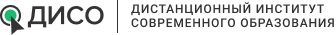 ДИСО
ДИСТАНЦИОННЫЙ ИНСТИТУТ
СОВРЕМЕННОГО ОБРАЗОВАНИЯ